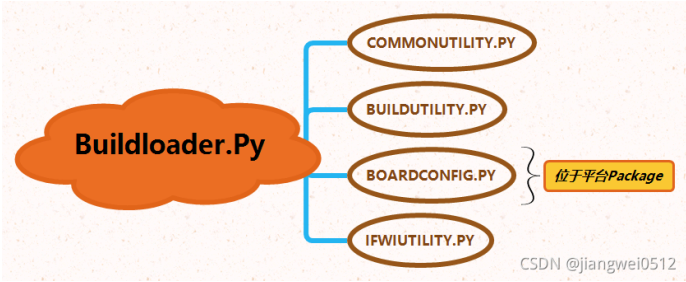 COMMONUTILITY.PY
Buildloader.Py
BUILDUTILITY.PY
BOARDCONFIG.PY
位于平台Package
IFWIUTILITY.PY
CSDN @jiangwei0512